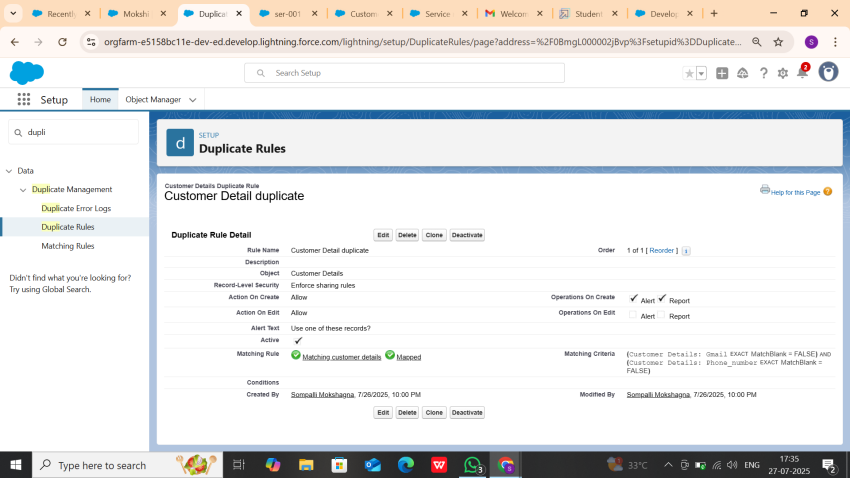 Recently
Mokshi
Duplicat
ser-001
Custom
Service
Welcom
Student
Develop
orgfarm-e5158bc11e-dev-ed.develop.lightning.force.com/lightning/setup/DuplicateRules/page?address=%2F0BmgL000002jBvp%3Fsetupid%3DDuplicate...
S
Search Setup
2
Setup
Home
Object Manager
dupli
Data
Duplicate Management
Duplicate Error Logs
Duplicate Rules
Matching Rules
Didn't find what you're looking for?
Try using Global Search.
d
SETUP
Duplicate Rules
Customer Details Duplicate Rule
Customer Detail duplicate
Help for this Page
Duplicate Rule Detail
Edit Delete Clone Deactivate
Rule Name Customer Detail duplicate Order 1 of 1 [ Reorder ] i
Description
Object Customer Details
Record-Level Security Enforce sharing rules
Action On Create Allow Operations On Create Alert Report
Action On Edit Allow Operations On Edit Alert Report
Alert Text Use one of these records?
Active
Matching Rule Matching customer details Mapped Matching Criteria (Customer Details: Gmail EXACT MatchBlank = FALSE) AND
(Customer Details: Phone_number EXACT MatchBlank =
FALSE)
Conditions
Created By Sompalli Mokshagna, 7/26/2025, 10:00 PM Modified By Sompalli Mokshagna, 7/26/2025, 10:00 PM
Edit Delete Clone Deactivate
Type here to search
W
3
S
33°C
ENG
17:35
27-07-2025
2